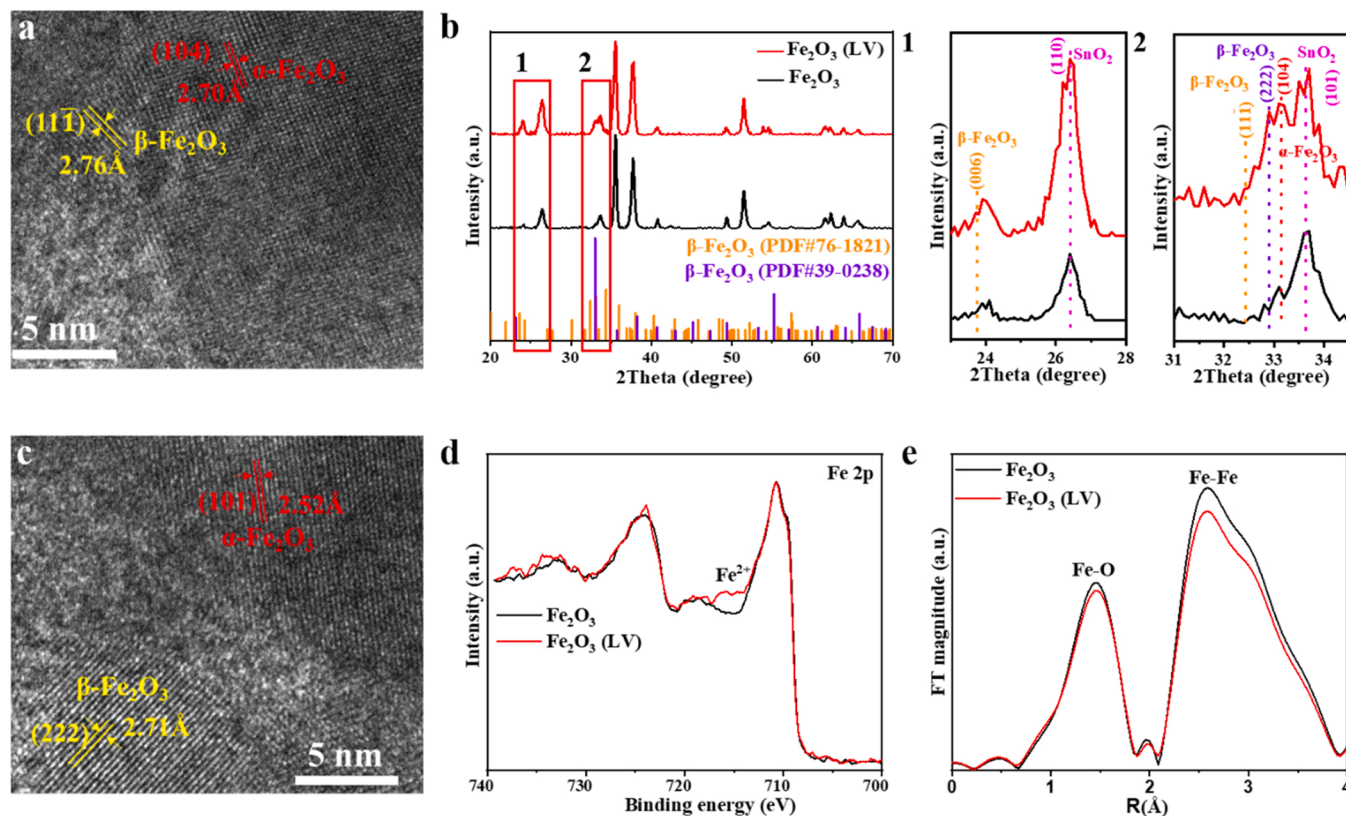 a
(104)
α-Fe₂O₃
2.70Å
(111̅)
β-Fe₂O₃
2.76Å
5 nm
b
1
2
Fe₂O₃ (LV)
Fe₂O₃
β-Fe₂O₃ (PDF#76-1821)
β-Fe₂O₃ (PDF#39-0238)
Intensity (a.u.)
20 30 40 50 60 70
2Theta (degree)
1
(110)
SnO₂
β-Fe₂O₃
(006)
Intensity (a.u.)
24 26 28
2Theta (degree)
2
β-Fe₂O₃
SnO₂
β-Fe₂O₃
(111)
(222)
(104)
(101)
α-Fe₂O₃
Intensity (a.u.)
31 32 33 34
2Theta (degree)
c
(101)
2.52Å
α-Fe₂O₃
β-Fe₂O₃
(222)
2.71Å
5 nm
d
Fe 2p
Fe²⁺
Fe₂O₃
Fe₂O₃ (LV)
Intensity (a.u.)
740 730 720 710 700
Binding energy (eV)
e
Fe₂O₃
Fe₂O₃ (LV)
Fe-Fe
Fe-O
FT magnitude (a.u.)
0 1 2 3 4
R(Å)